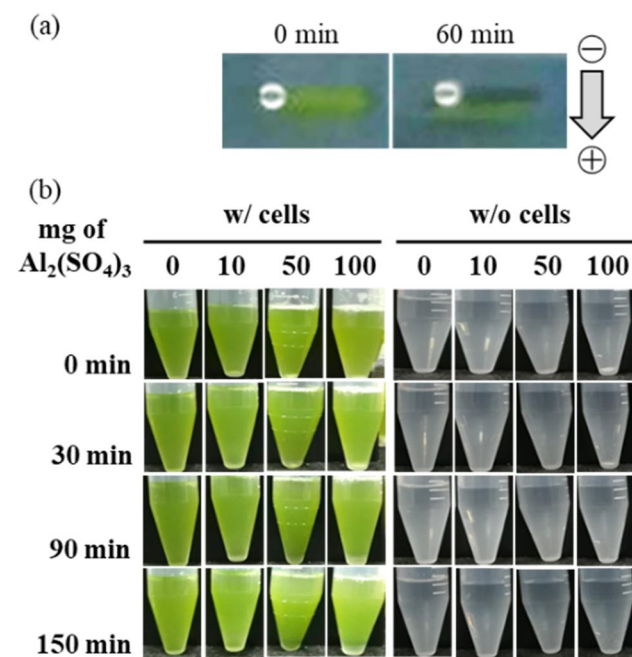 (a)
0 min 60 min
⊖
⊕
(b)
w/ cells w/o cells
mg of
Al₂(SO₄)₃ 0 10 50 100 0 10 50 100
0 min
30 min
90 min
150 min